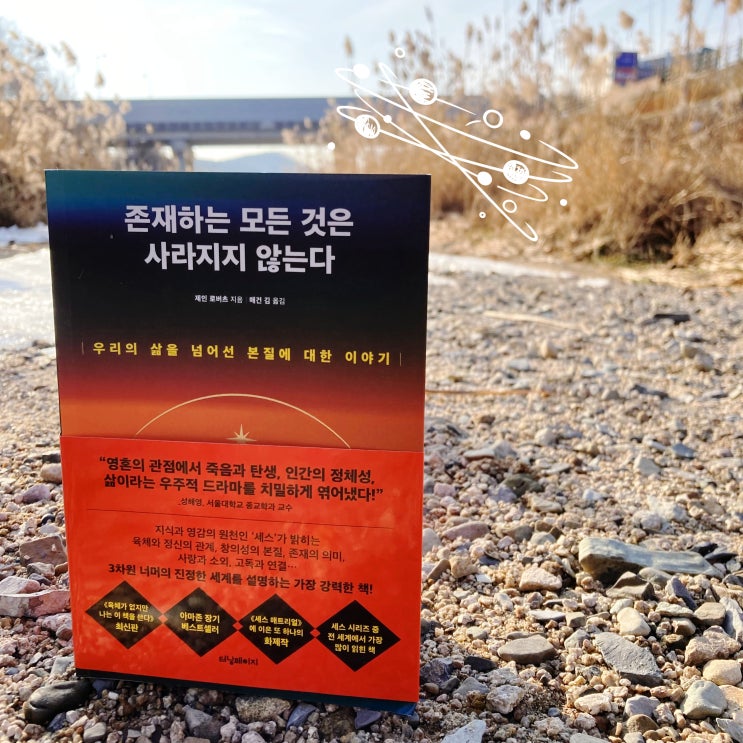 존재하는 모든 것은
사라지지 않는다
제인 로버츠 지음 | 매건 김 옮김
| 우리의 삶을 넘어선 본질에 대한 이야기 |
“영혼의 관점에서 죽음과 탄생, 인간의 정체성,
삶이라는 우주적 드라마를 치밀하게 엮어냈다!”
_성해영, 서울대학교 종교학과 교수
지식과 영감의 원천인 ‘세스’가 밝히는
육체와 정신의 관계, 창의성의 본질, 존재의 의미,
사랑과 소외, 고독과 연결…
3차원 너머의 진정한 세계를 설명하는 가장 강력한 책!
《육체가 없지만
나는 이 책을 쓴다》
최신판
아마존 장기
베스트셀러
《세스 매트리얼》
에 이은 또 하나의
화제작
세스 시리즈 중
전 세계에서 가장
많이 읽힌 책
터닝페이지